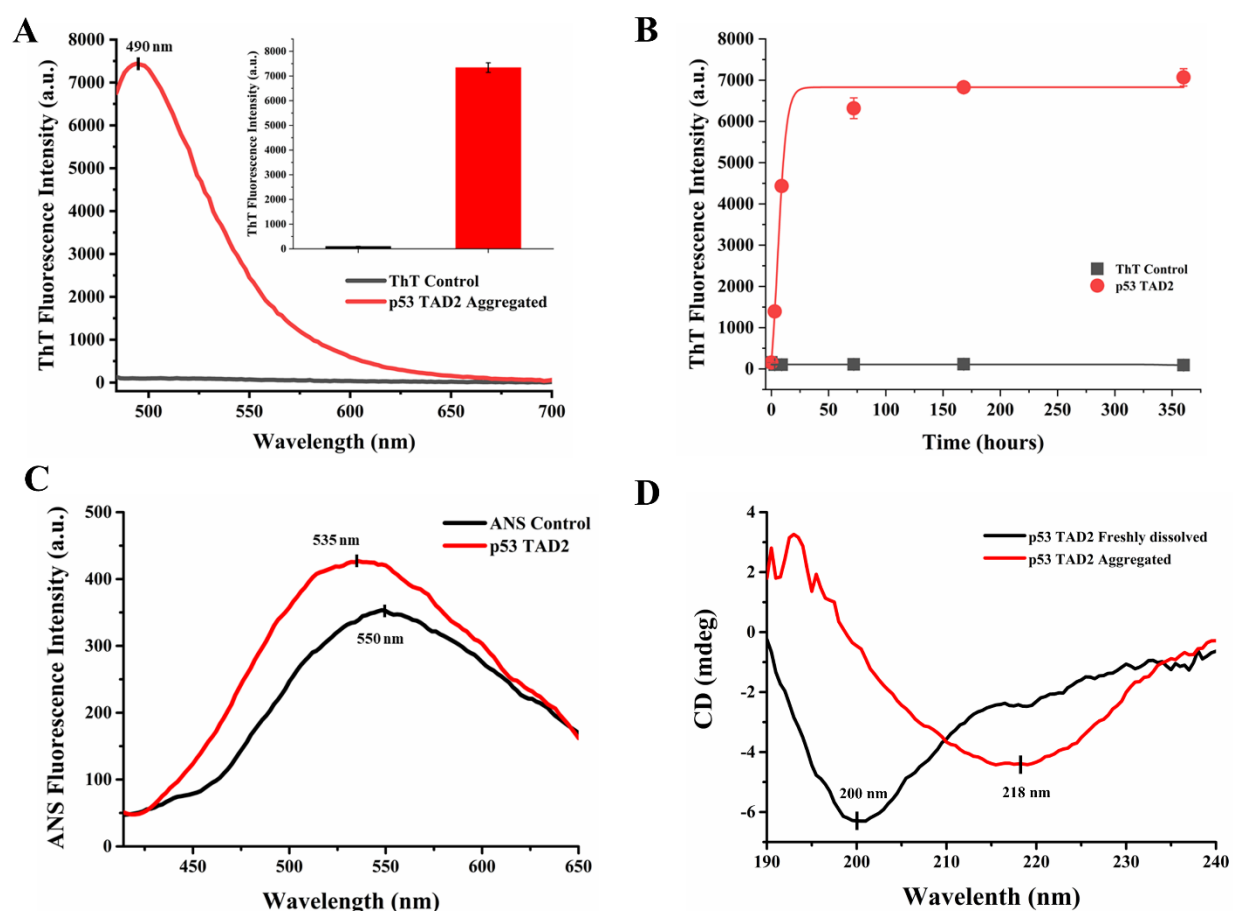 A
8000
7000
6000
5000
4000
3000
2000
1000
0
ThT Fluorescence Intensity (a.u.)
490 nm
8000
7000
6000
5000
4000
3000
2000
1000
0
ThT Fluorescence Intensity (a.u.)
ThT Control
p53 TAD2 Aggregated
500
550
600
650
700
Wavelength (nm)
B
8000
7000
6000
5000
4000
3000
2000
1000
0
ThT Fluorescence Intensity (a.u.)
ThT Control
p53 TAD2
0
50
100
150
200
250
300
350
Time (hours)
C
500
400
300
200
100
0
ANS Fluorescence Intensity (a.u.)
535 nm
550 nm
ANS Control
p53 TAD2
450
500
550
600
650
Wavelength (nm)
D
4
2
0
-2
-4
-6
CD (mdeg)
p53 TAD2 Freshly dissolved
p53 TAD2 Aggregated
200 nm
218 nm
190
200
210
220
230
240
Wavelenth (nm)